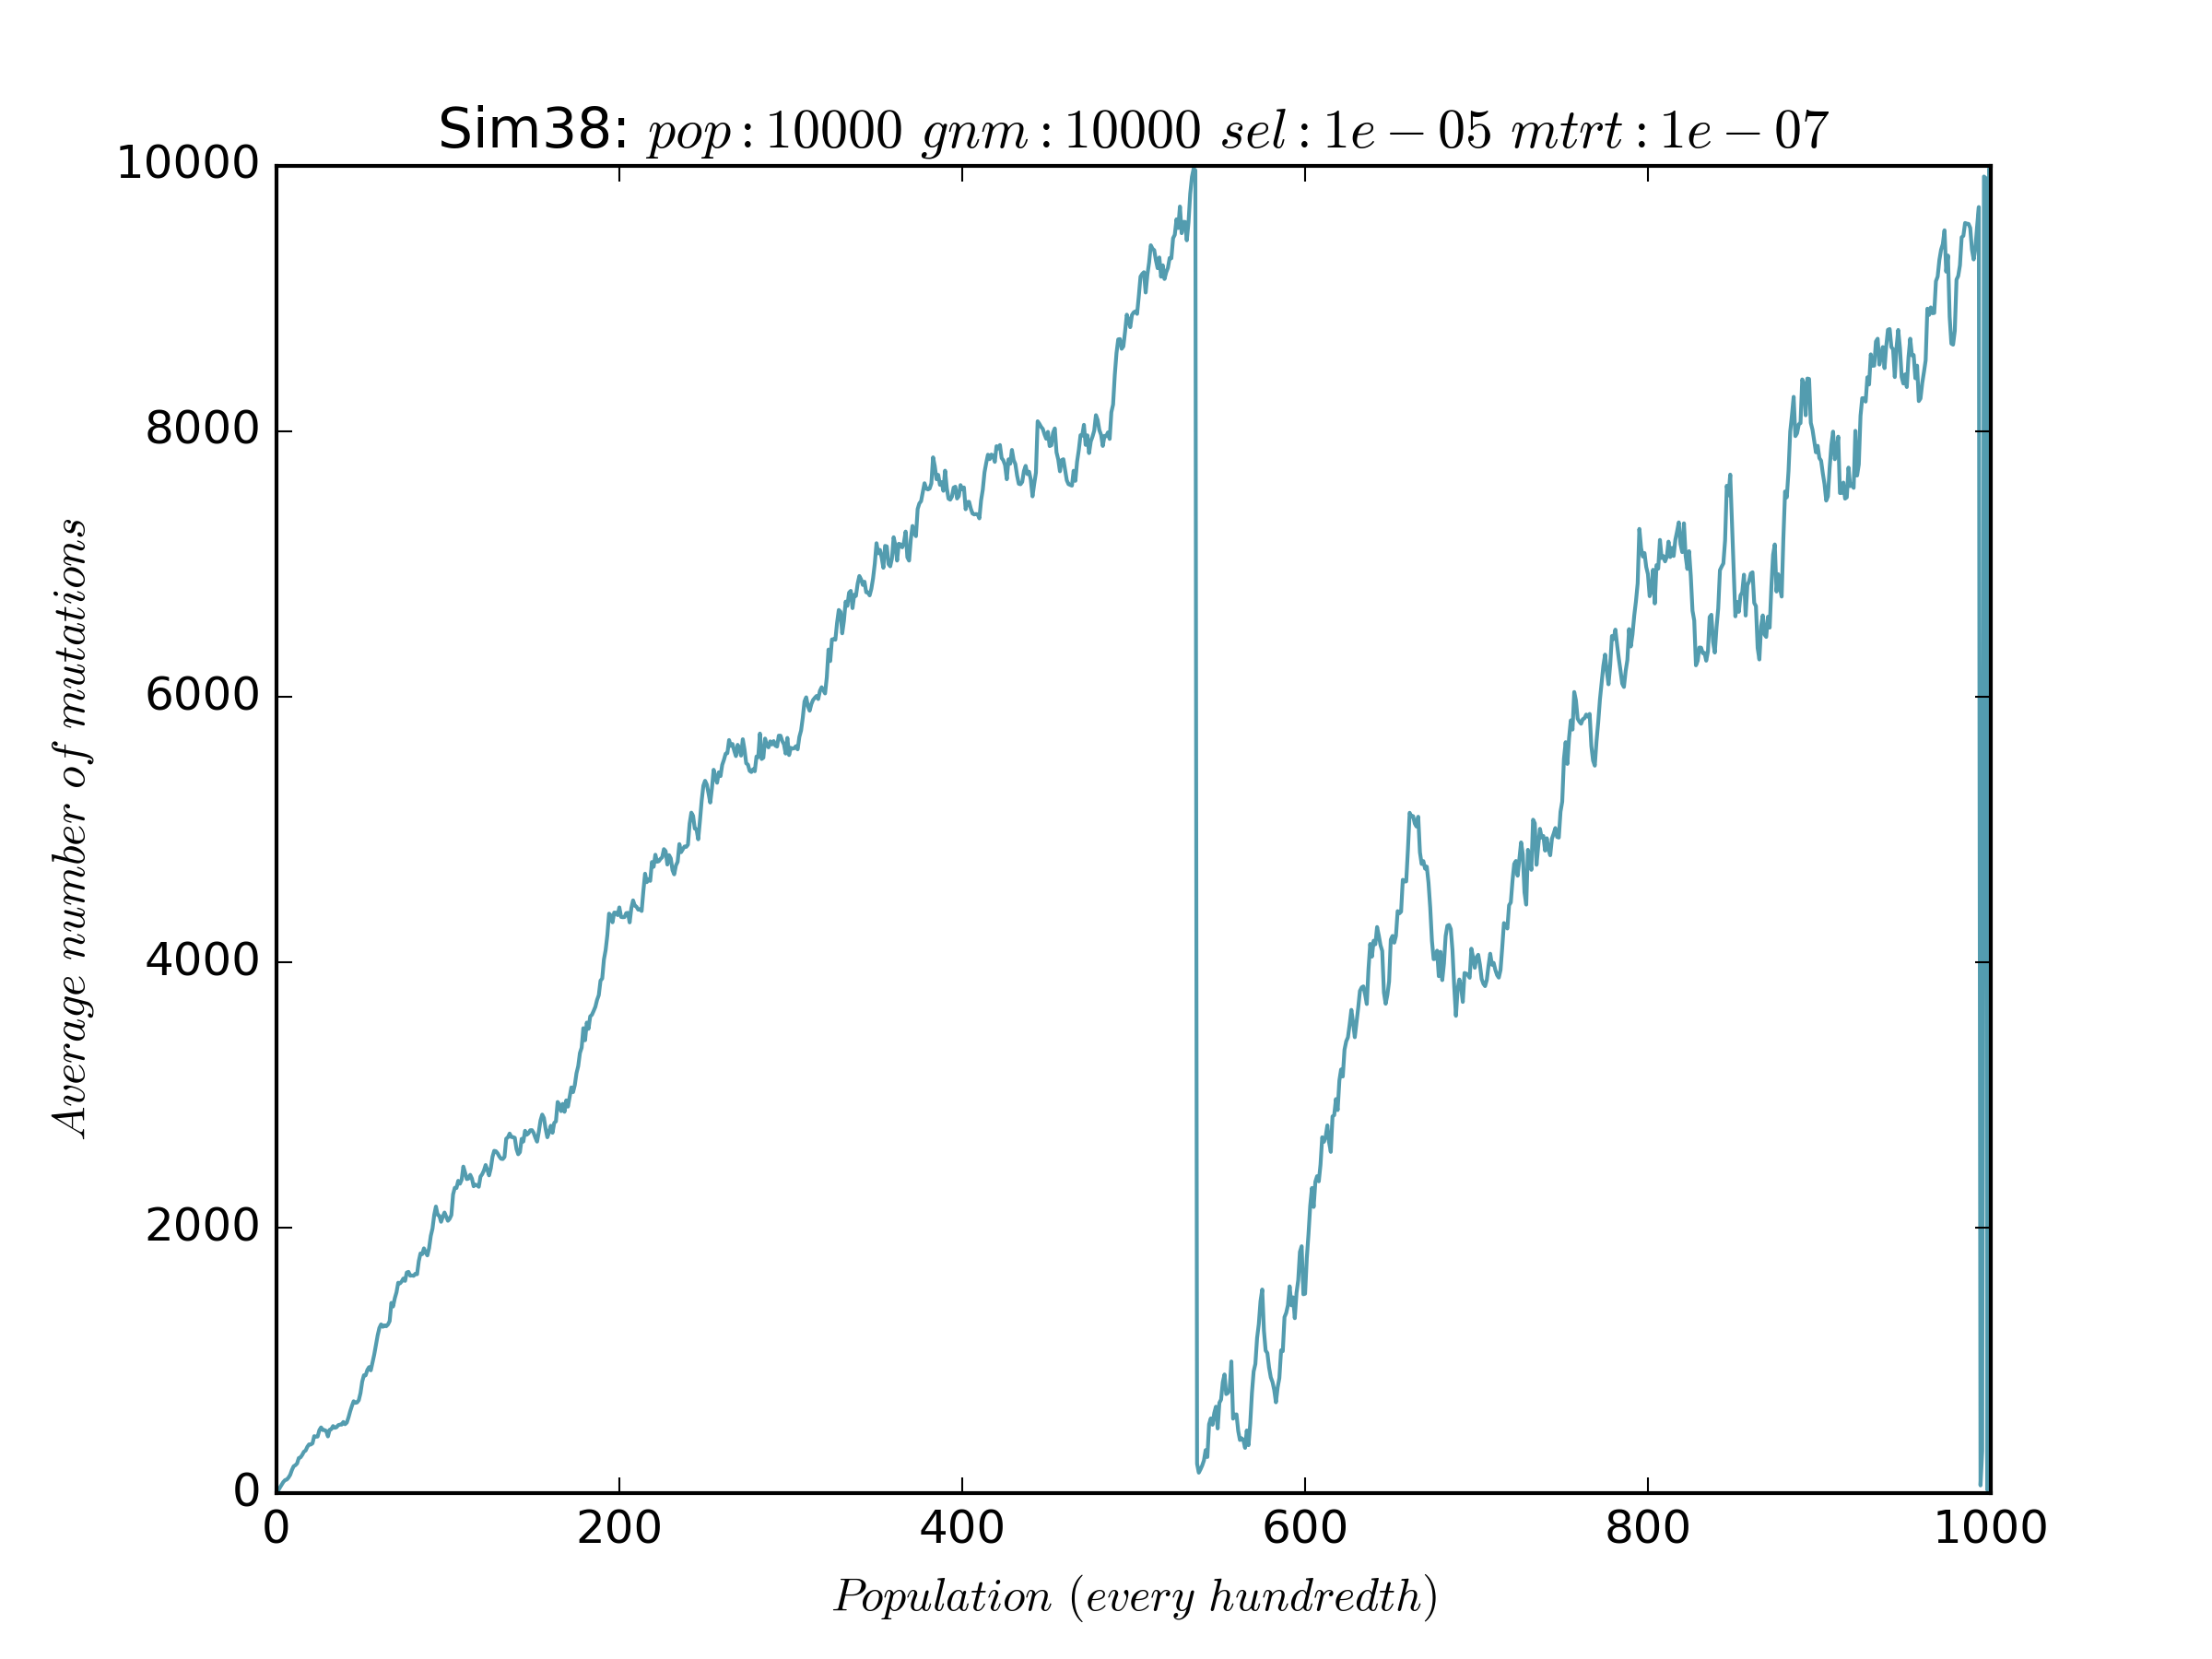 Sim38: pop : 10000 gnm : 10000 sel : 1e − 05 mtrt : 1e − 07
10000
8000
6000
4000
2000
0
Average number of mutations
0 200 400 600 800 1000
Population (every hundredth)